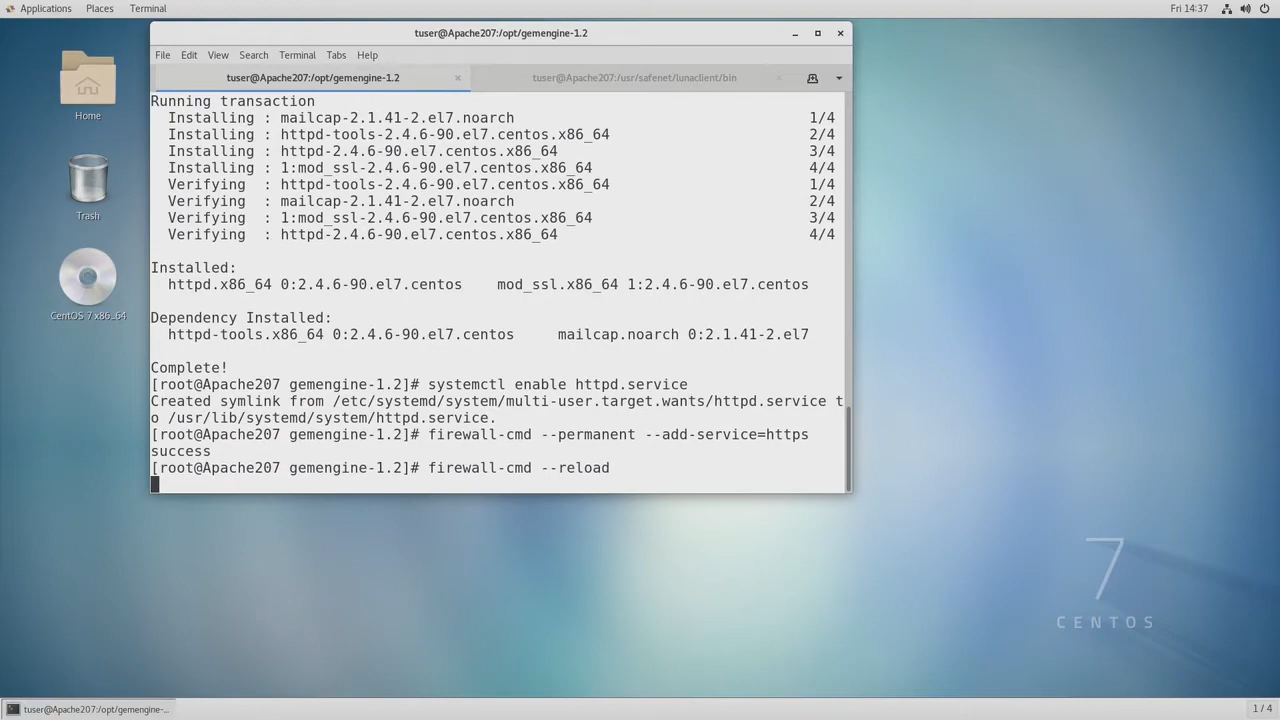 Applications Places Terminal Fri 14:37
tuser@Apache207:/opt/gemengine-1.2
File Edit View Search Terminal Tabs Help
tuser@Apache207:/opt/gemengine-1.2 tuser@Apache207:/usr/safenet/lunaclient/bin
Running transaction
Installing : mailcap-2.1.41-2.el7.noarch 1/4
Installing : httpd-tools-2.4.6-90.el7.centos.x86_64 2/4
Installing : httpd-2.4.6-90.el7.centos.x86_64 3/4
Installing : 1:mod_ssl-2.4.6-90.el7.centos.x86_64 4/4
Verifying : httpd-tools-2.4.6-90.el7.centos.x86_64 1/4
Verifying : mailcap-2.1.41-2.el7.noarch 2/4
Verifying : 1:mod_ssl-2.4.6-90.el7.centos.x86_64 3/4
Verifying : httpd-2.4.6-90.el7.centos.x86_64 4/4
Installed:
httpd.x86_64 0:2.4.6-90.el7.centos mod_ssl.x86_64 1:2.4.6-90.el7.centos
Dependency Installed:
httpd-tools.x86_64 0:2.4.6-90.el7.centos mailcap.noarch 0:2.1.41-2.el7
Complete!
[root@Apache207 gemengine-1.2]# systemctl enable httpd.service
Created symlink from /etc/systemd/system/multi-user.target.wants/httpd.service t
o /usr/lib/systemd/system/httpd.service.
[root@Apache207 gemengine-1.2]# firewall-cmd --permanent --add-service=https
success
[root@Apache207 gemengine-1.2]# firewall-cmd --reload
Home
Trash
CentOS 7 x86_64
7
CENTOS
tuser@Apache207:/opt/gemengine-... 1 / 4